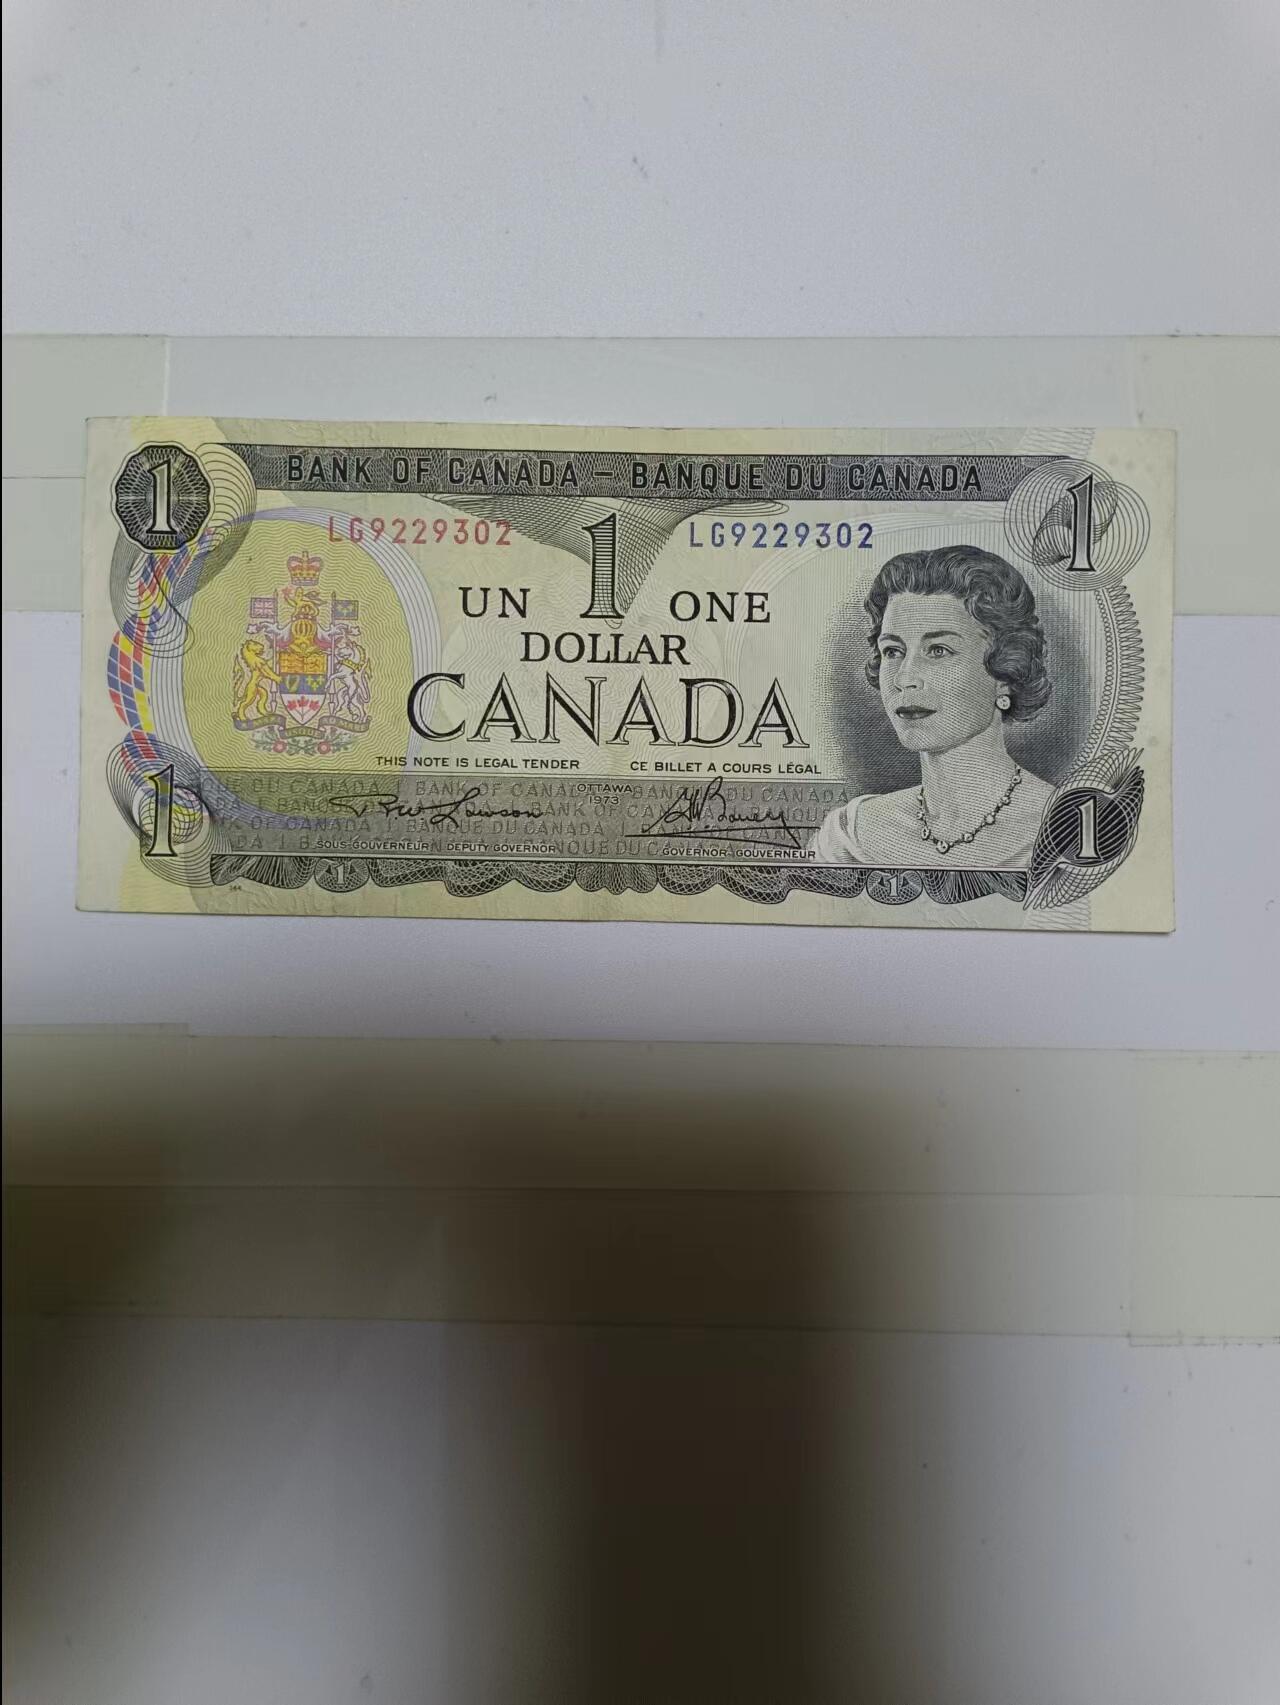 1
BANK OF CANADA – BANQUE DU CANADA
1
LG9229302
1
LG9229302
UN ONE
DOLLAR
CANADA
THIS NOTE IS LEGAL TENDER CE BILLET A COURS LÉGAL
OTTAWA
1973
SOUS-GOUVERNEUR DEPUTY GOVERNOR
GOVERNOR-GOUVERNEUR
1
1
1
1